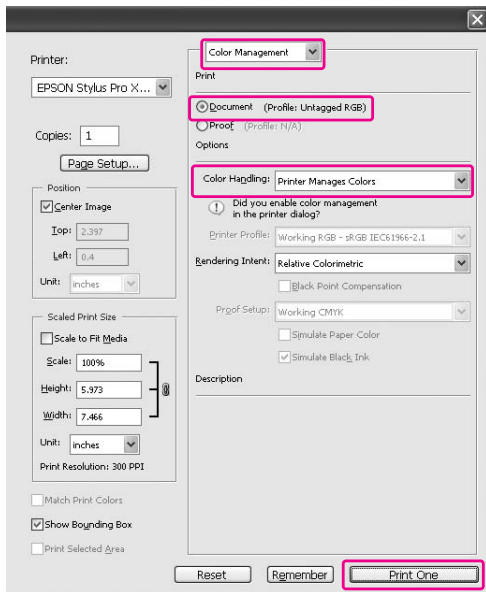 Printer:
EPSON Stylus Pro X...
Copies: 1
Page Setup...
Position
Center Image
Top: 2.397
Left: 0.4
Unit: inches
Scaled Print Size
Scale to Fit Media
Scale: 100%
Height: 5.973
Width: 7.466
Unit: inches
Print Resolution: 300 PPI
Match Print Colors
Show Bounding Box
Print Selected Area
Color Management
Print
Document (Profile: Untagged RGB)
Proof (Profile: N/A)
Options
Color Handling: Printer Manages Colors
Did you enable color management
in the printer dialog?
Printer Profile: Working RGB - sRGB IEC61966-2.1
Rendering Intent: Relative Colorimetric
Black Point Compensation
Proof Setup: Working CMYK
Simulate Paper Color
Simulate Black Ink
Description
Reset Remember Print One